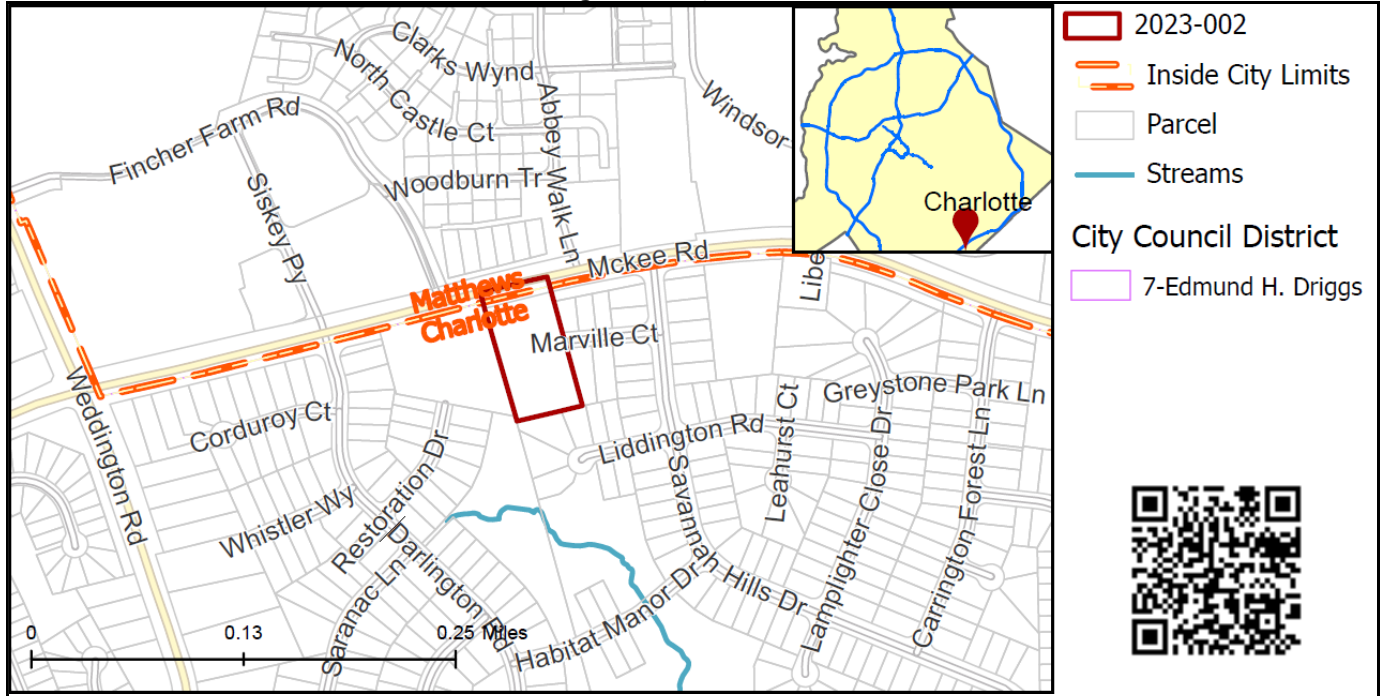 Clarks Wynd
North Castle Ct
Abbey Walk Ln
Windsor
Fincher Farm Rd
Siskey Py
Woodburn Tr
Mckee Rd
Matthews
Charlotte
Libe
Marville Ct
Weddington Rd
Corduroy Ct
Greystone Park Ln
Liddington Rd
Leahurst Ct
Restoration Dr
Savannah Hills Dr
Lamplighter Close Dr
Carrington Forest Ln
Whistler Wy
Darlington Rd
Saranac Ln
Habitat Manor Dr
0 0.13 0.25 Miles
Charlotte
2023-002
Inside City Limits
Parcel
Streams
City Council District
7-Edmund H. Driggs